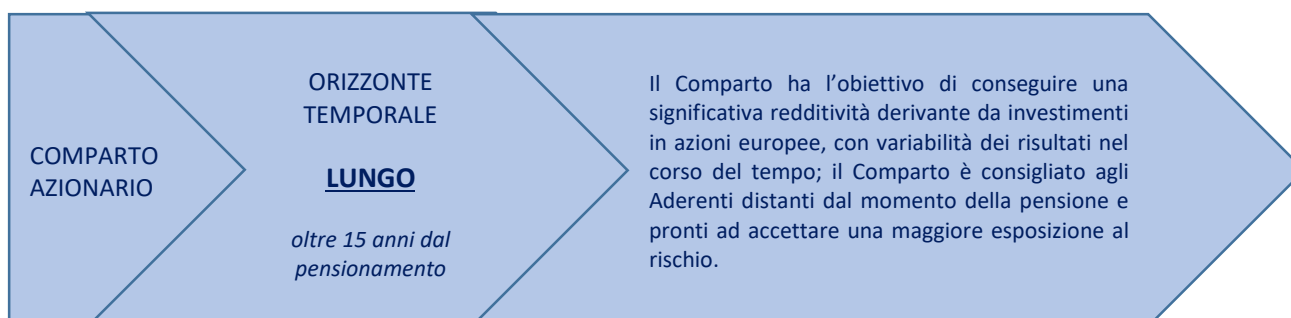 COMPARTO
AZIONARIO
ORIZZONTE
TEMPORALE
LUNGO
oltre 15 anni dal
pensionamento
Il Comparto ha l’obiettivo di conseguire una
significativa redditività derivante da investimenti
in azioni europee, con variabilità dei risultati nel
corso del tempo; il Comparto è consigliato agli
Aderenti distanti dal momento della pensione e
pronti ad accettare una maggiore esposizione al
rischio.